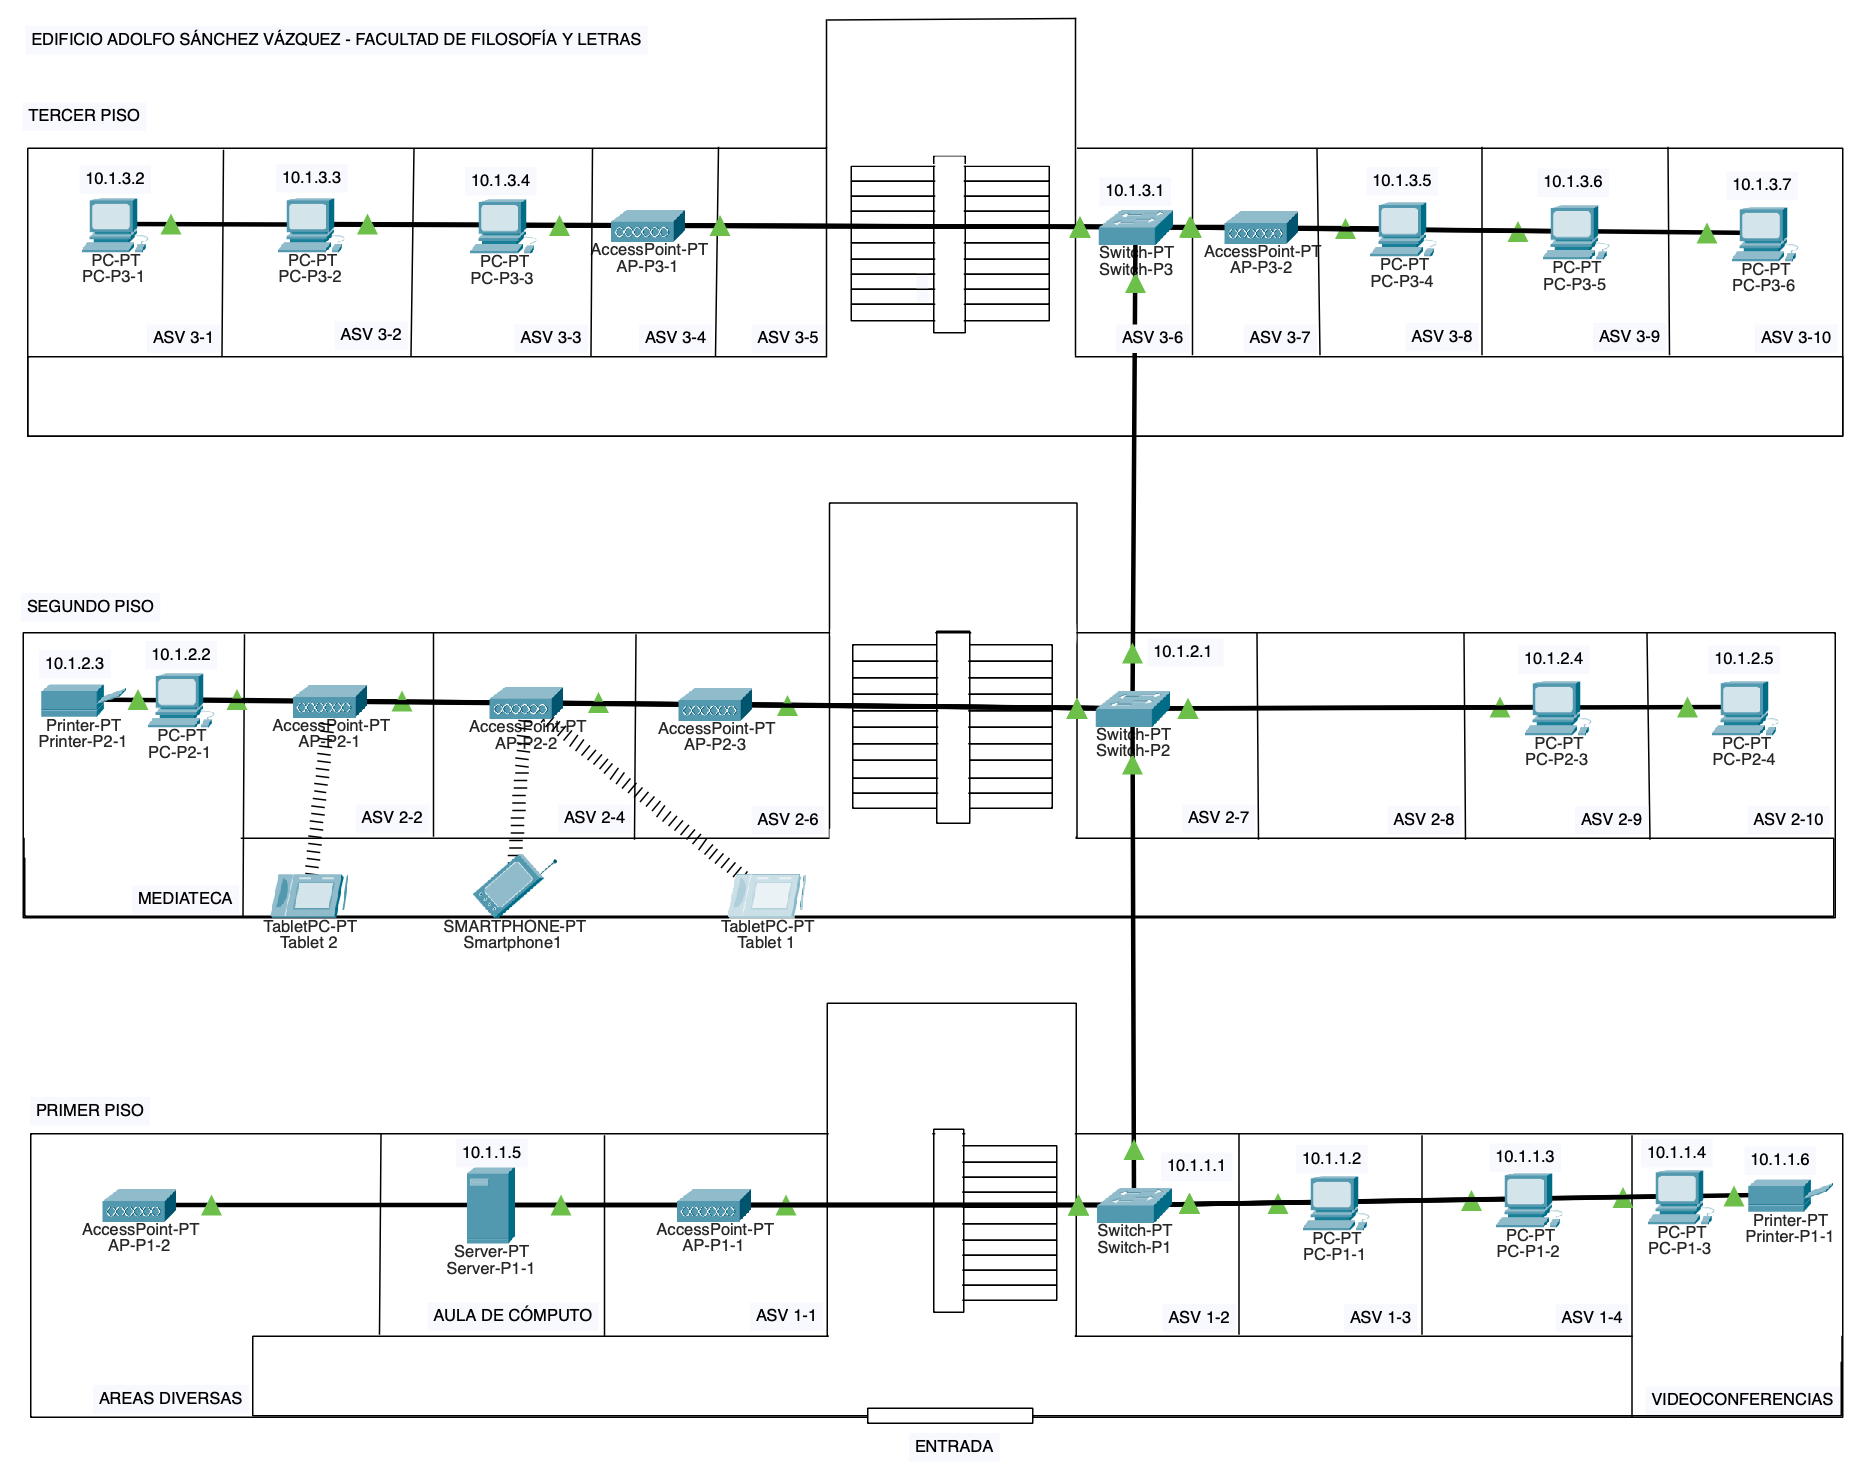 EDIFICIO ADOLFO SÁNCHEZ VÁZQUEZ - FACULTAD DE FILOSOFÍA Y LETRAS
TERCER PISO
10.1.3.2
PC-PT
PC-P3-1
ASV 3-1
10.1.3.3
PC-PT
PC-P3-2
ASV 3-2
10.1.3.4
PC-PT
PC-P3-3
ASV 3-3
AccessPoint-PT
AP-P3-1
ASV 3-4
ASV 3-5
10.1.3.1
Switch-PT
Switch-P3
ASV 3-6
AccessPoint-PT
AP-P3-2
ASV 3-7
10.1.3.5
PC-PT
PC-P3-4
ASV 3-8
10.1.3.6
PC-PT
PC-P3-5
ASV 3-9
10.1.3.7
PC-PT
PC-P3-6
ASV 3-10
SEGUNDO PISO
10.1.2.3
Printer-PT
Printer-P2-1
10.1.2.2
PC-PT
PC-P2-1
MEDIATECA
AccessPoint-PT
AP-P2-1
ASV 2-2
AccessPoint-PT
AP-P2-2
ASV 2-4
AccessPoint-PT
AP-P2-3
ASV 2-6
10.1.2.1
Switch-PT
Switch-P2
ASV 2-7
ASV 2-8
10.1.2.4
PC-PT
PC-P2-3
ASV 2-9
10.1.2.5
PC-PT
PC-P2-4
ASV 2-10
TabletPC-PT
Tablet 2
SMARTPHONE-PT
Smartphone1
TabletPC-PT
Tablet 1
PRIMER PISO
AccessPoint-PT
AP-P1-2
AREAS DIVERSAS
10.1.1.5
Server-PT
Server-P1-1
AULA DE CÓMPUTO
AccessPoint-PT
AP-P1-1
ASV 1-1
10.1.1.1
Switch-PT
Switch-P1
ASV 1-2
10.1.1.2
PC-PT
PC-P1-1
ASV 1-3
10.1.1.3
PC-PT
PC-P1-2
ASV 1-4
10.1.1.4
PC-PT
PC-P1-3
10.1.1.6
Printer-PT
Printer-P1-1
VIDEOCONFERENCIAS
ENTRADA